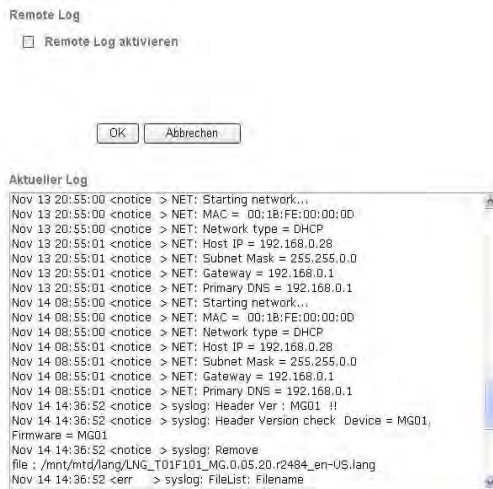 Remote Log
Remote Log aktivieren
OK
Abbrechen
Aktueller Log
Nov 13 20:55:00 <notice > NET: Starting network...
Nov 13 20:55:00 <notice > NET: MAC = 00:1B:FE:00:00:0D
Nov 13 20:55:00 <notice > NET: Network type = DHCP
Nov 13 20:55:01 <notice > NET: Host IP = 192.168.0.28
Nov 13 20:55:01 <notice > NET: Subnet Mask = 255.255.0.0
Nov 13 20:55:01 <notice > NET: Gateway = 192.168.0.1
Nov 13 20:55:01 <notice > NET: Primary DNS = 192.168.0.1
Nov 14 08:55:00 <notice > NET: Starting network...
Nov 14 08:55:00 <notice > NET: MAC = 00:1B:FE:00:00:0D
Nov 14 08:55:00 <notice > NET: Network type = DHCP
Nov 14 08:55:01 <notice > NET: Host IP = 192.168.0.28
Nov 14 08:55:01 <notice > NET: Subnet Mask = 255.255.0.0
Nov 14 08:55:01 <notice > NET: Gateway = 192.168.0.1
Nov 14 08:55:01 <notice > NET: Primary DNS = 192.168.0.1
Nov 14 14:36:52 <notice > syslog: Header Ver : MG01 !!
Nov 14 14:36:52 <notice > syslog: Header Version check Device = MG01,
Firmware = MG01
Nov 14 14:36:52 <notice > syslog: Remove
file : /mnt/mtd/lang/LNG_T01F101_MG.0.05.20.r2484_en-US.lang
Nov 14 14:36:52 <err > syslog: FileList: Filename